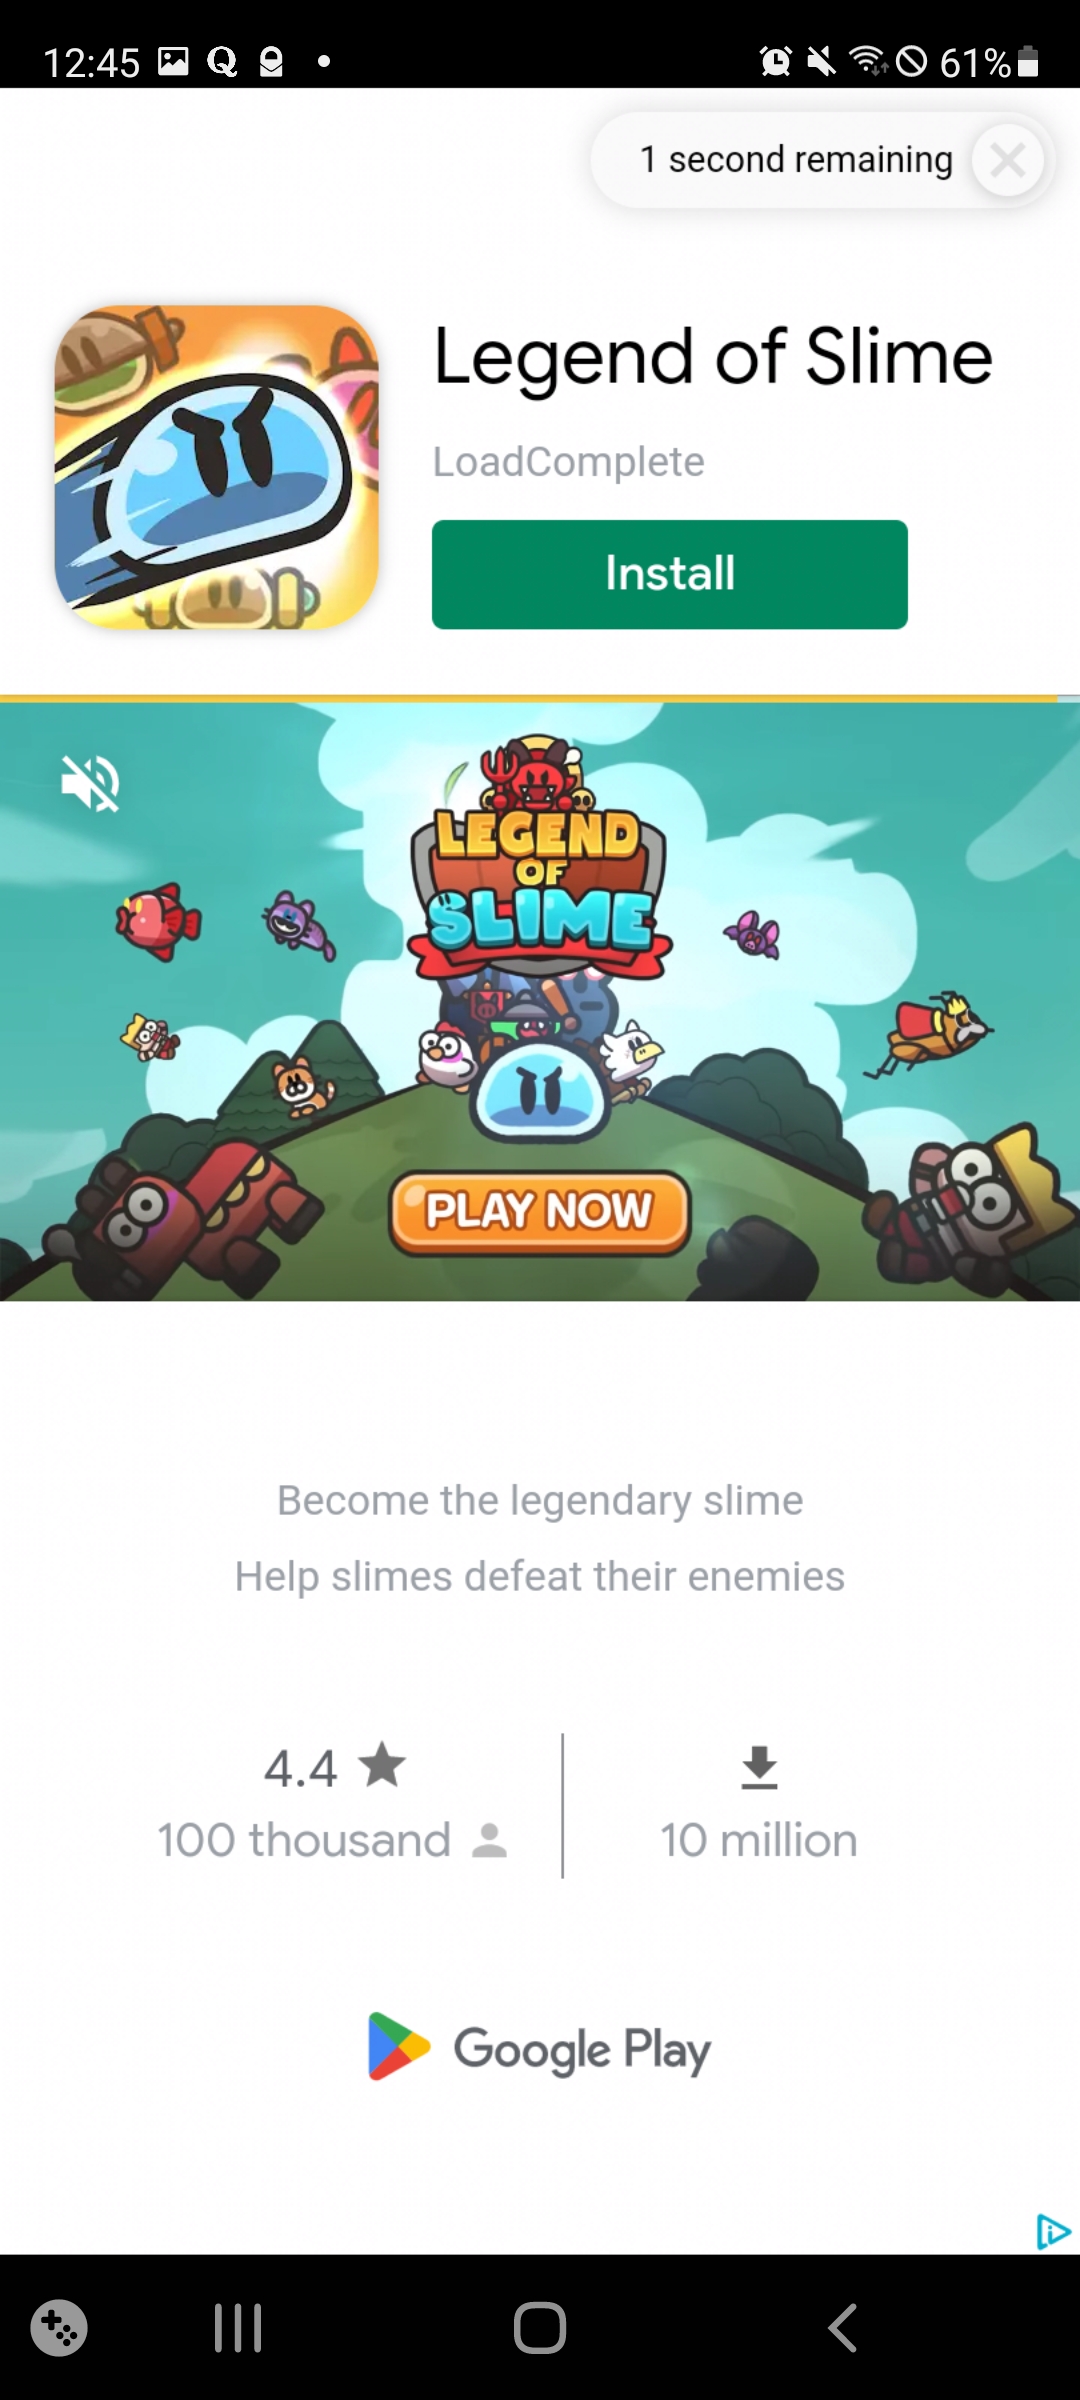 12:45 61%
1 second remaining
Legend of Slime
LoadComplete
Install
LEGEND
OF
SLIME
PLAY NOW
Become the legendary slime
Help slimes defeat their enemies
4.4
100 thousand
10 million
Google Play